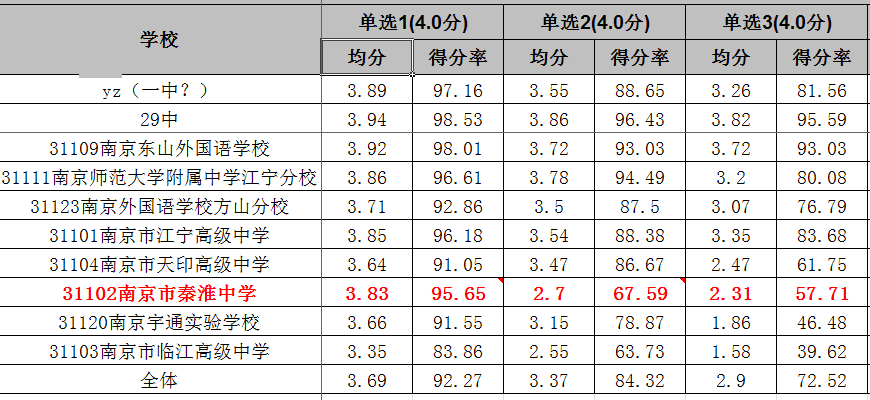 学校 单选1(4.0分) 单选2(4.0分) 单选3(4.0分)
均分 得分率 均分 得分率 均分 得分率
yz（一中？） 3.89 97.16 3.55 88.65 3.26 81.56
29中 3.94 98.53 3.86 96.43 3.82 95.59
31109南京东山外国语学校 3.92 98.01 3.72 93.03 3.72 93.03
31111南京师范大学附属中学江宁分校 3.86 96.61 3.78 94.49 3.2 80.08
31123南京外国语学校方山分校 3.71 92.86 3.5 87.5 3.07 76.79
31101南京市江宁高级中学 3.85 96.18 3.54 88.38 3.35 83.68
31104南京市天印高级中学 3.64 91.05 3.47 86.67 2.47 61.75
31102南京市秦淮中学 3.83 95.65 2.7 67.59 2.31 57.71
31120南京宇通实验学校 3.66 91.55 3.15 78.87 1.86 46.48
31103南京市临江高级中学 3.35 83.86 2.55 63.73 1.58 39.62
全体 3.69 92.27 3.37 84.32 2.9 72.52